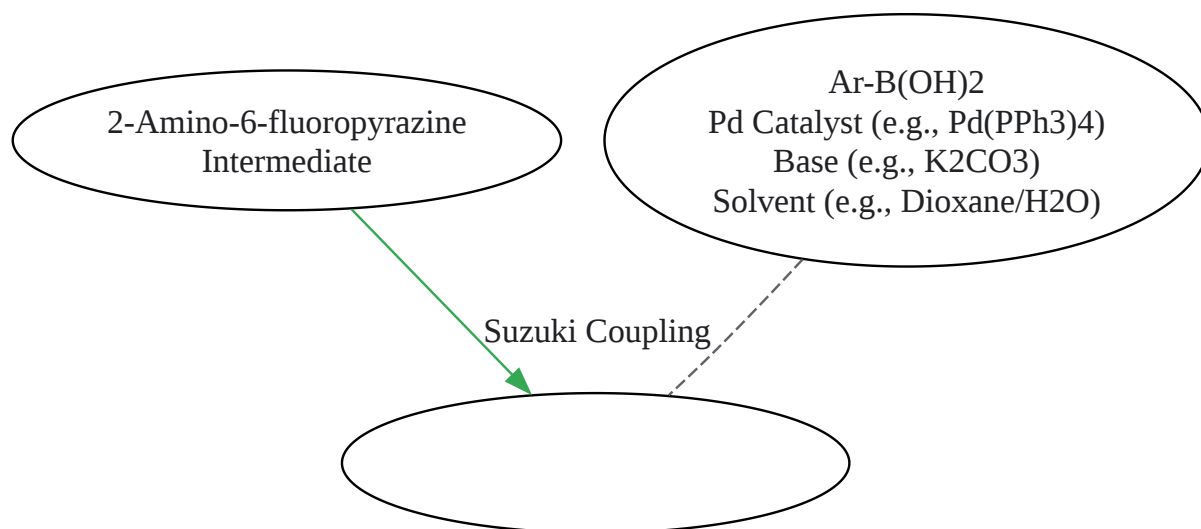 2-Amino-6-fluoropyrazine
Intermediate
Ar-B(OH)2
Pd Catalyst (e.g., Pd(PPh3)4)
Base (e.g., K2CO3)
Solvent (e.g., Dioxane/H2O)
Suzuki Coupling